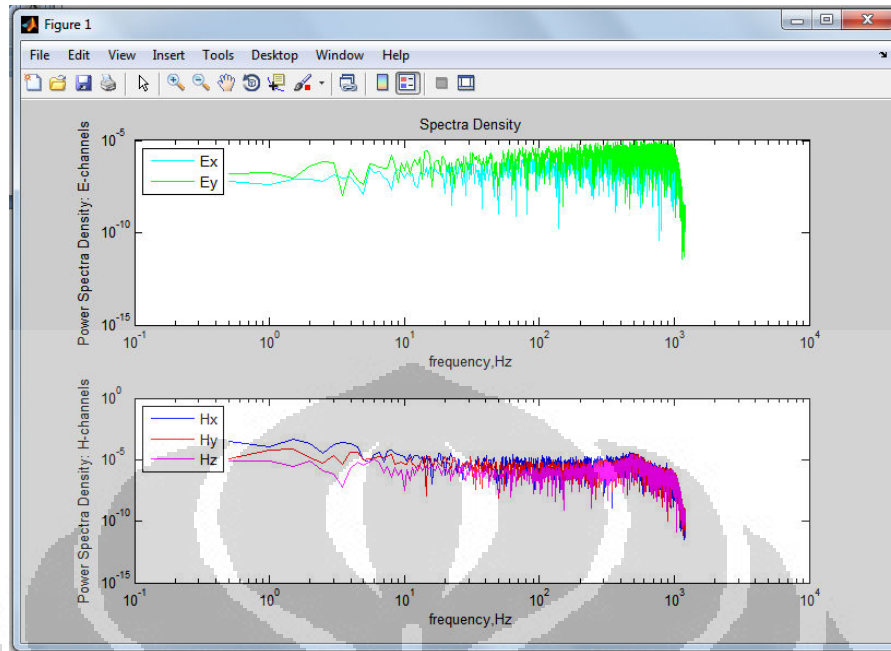 Figure 1
File Edit View Insert Tools Desktop Window Help
Spectra Density
Power Spectra Density: E-channels
10^-5
10^-10
10^-15
Ex
Ey
10^-1 10^0 10^1 10^2 10^3 10^4
frequency,Hz
Power Spectra Density: H-channels
10^0
10^-5
10^-10
10^-15
Hx
Hy
Hz
10^-1 10^0 10^1 10^2 10^3 10^4
frequency,Hz